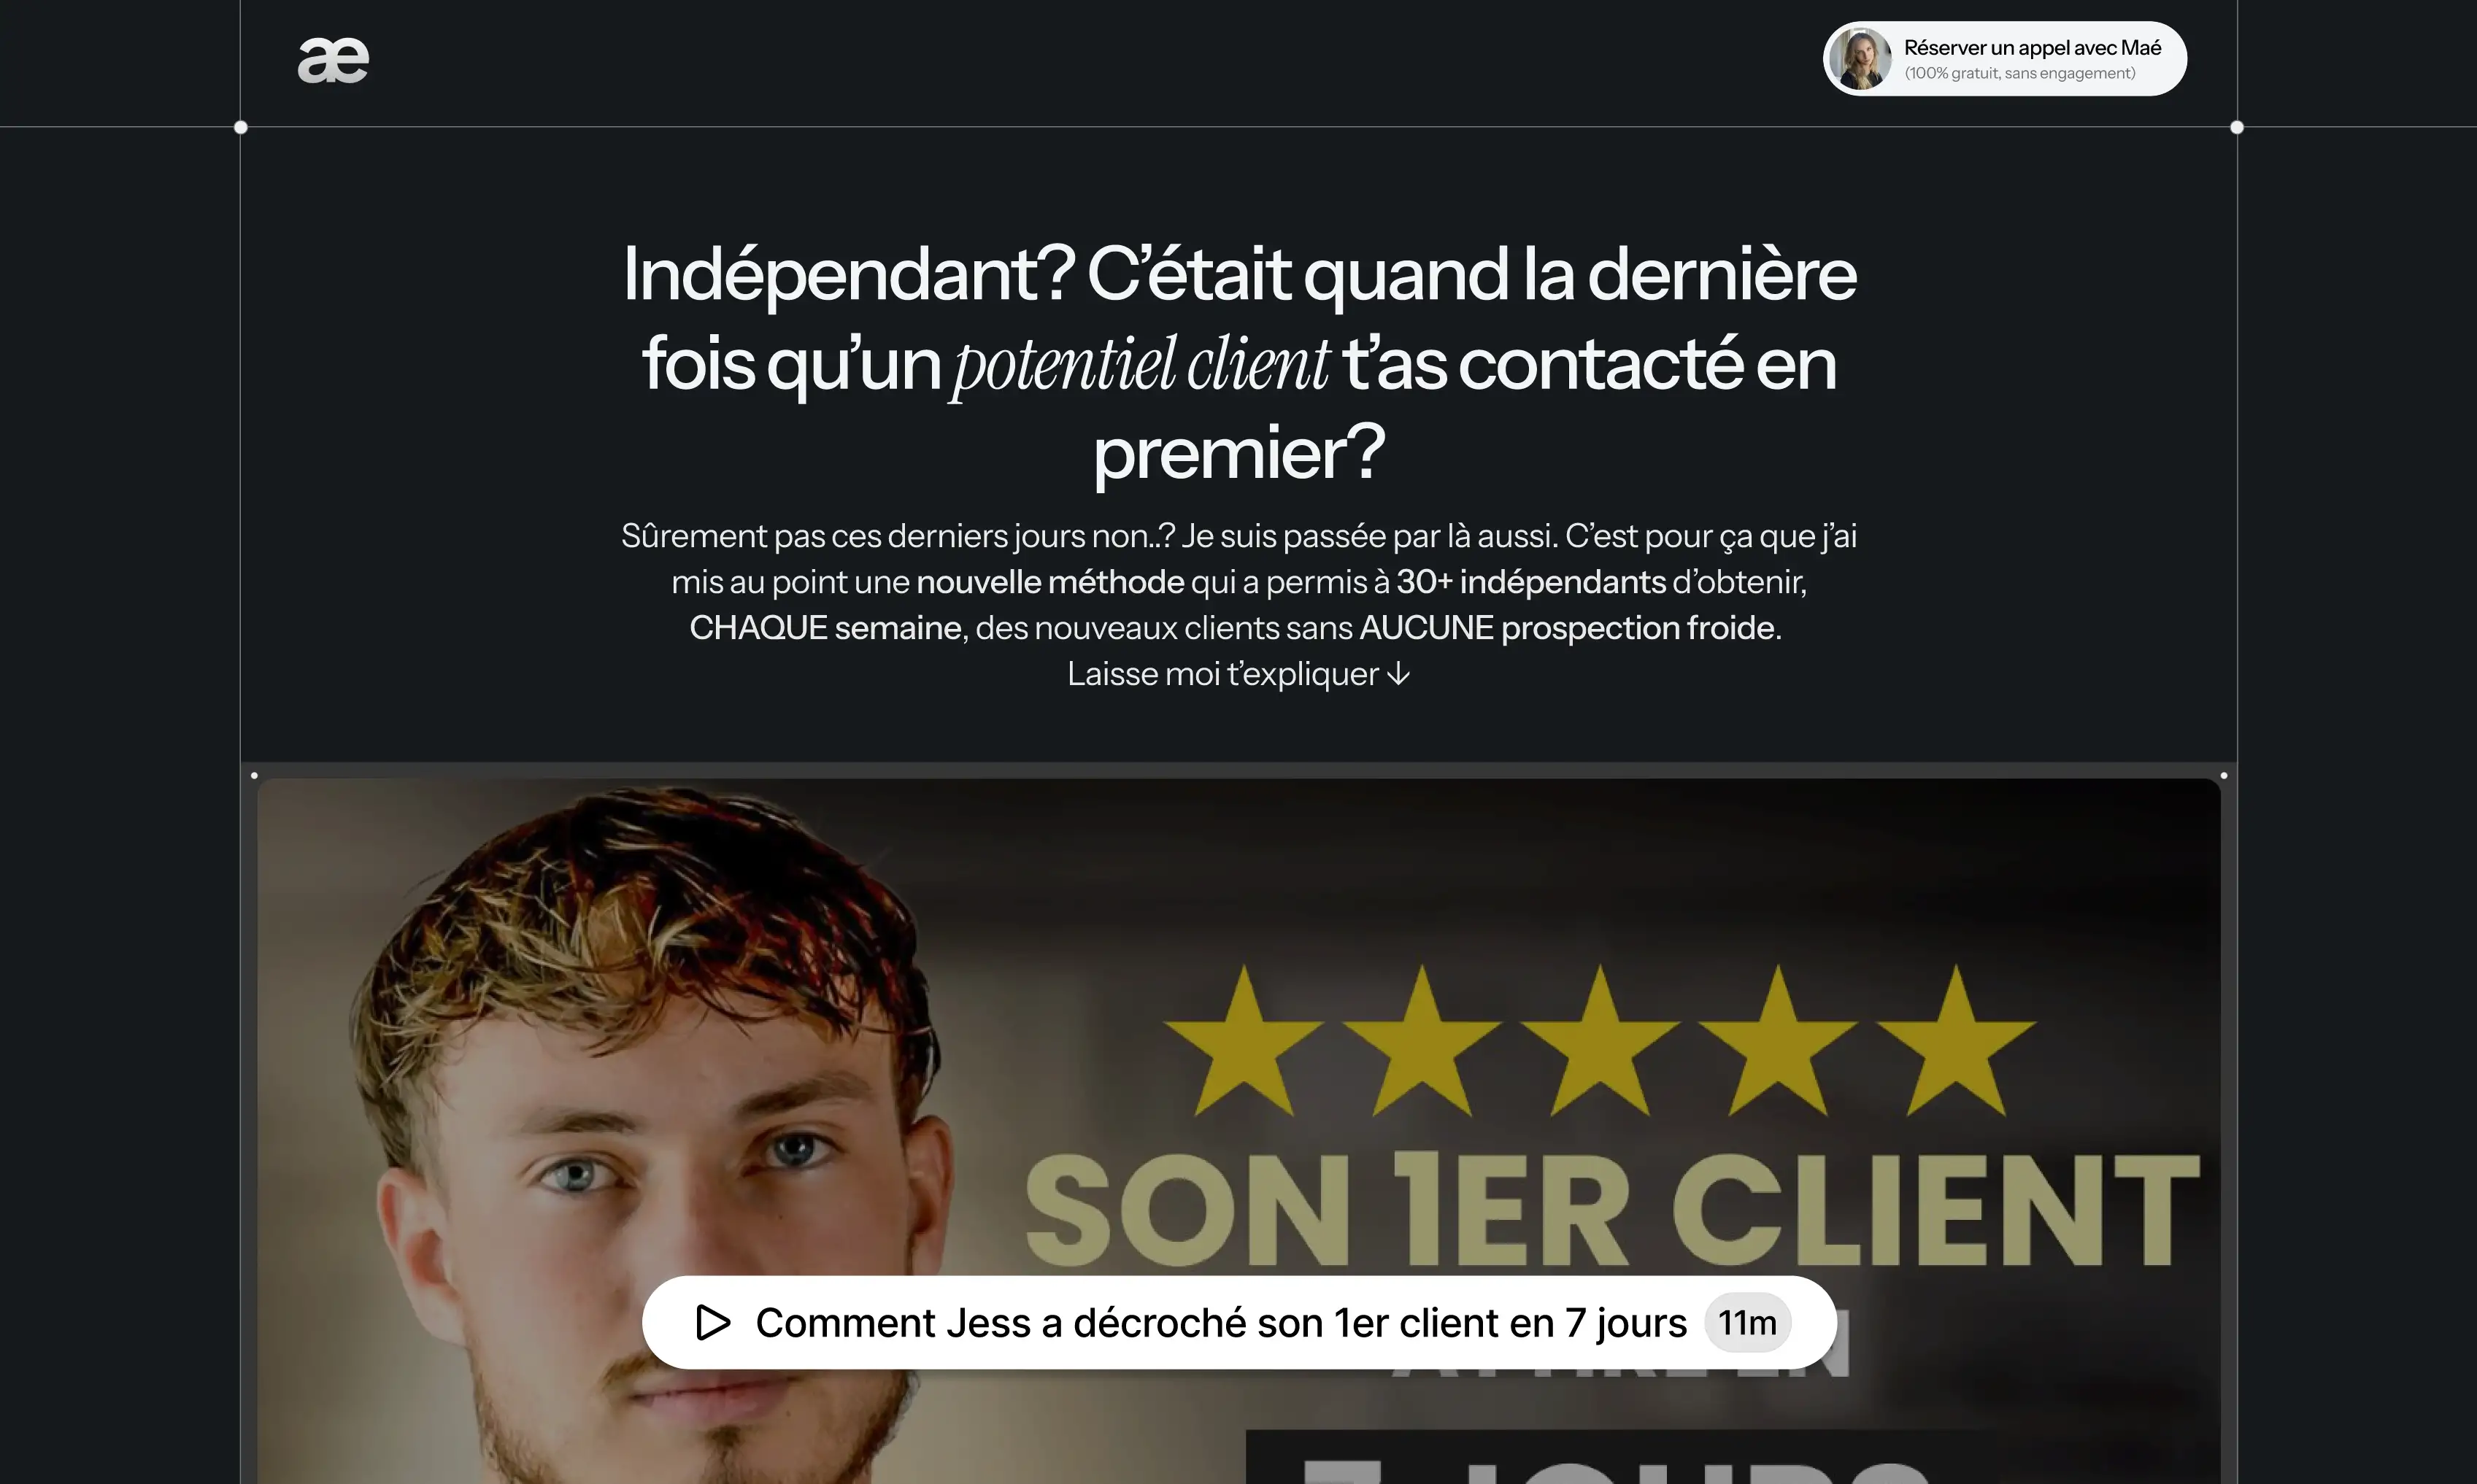 æ
Réserver un appel avec Maé
(100% gratuit, sans engagement)
Indépendant? C’était quand la dernière
fois qu’un potentiel client t’as contacté en
premier?
Sûrement pas ces derniers jours non..? Je suis passée par là aussi. C’est pour ça que j’ai
mis au point une nouvelle méthode qui a permis à 30+ indépendants d’obtenir,
CHAQUE semaine, des nouveaux clients sans AUCUNE prospection froide.
Laisse moi t’expliquer ↓
SON 1ER CLIENT
Comment Jess a décroché son 1er client en 7 jours 11m
7 JOURS